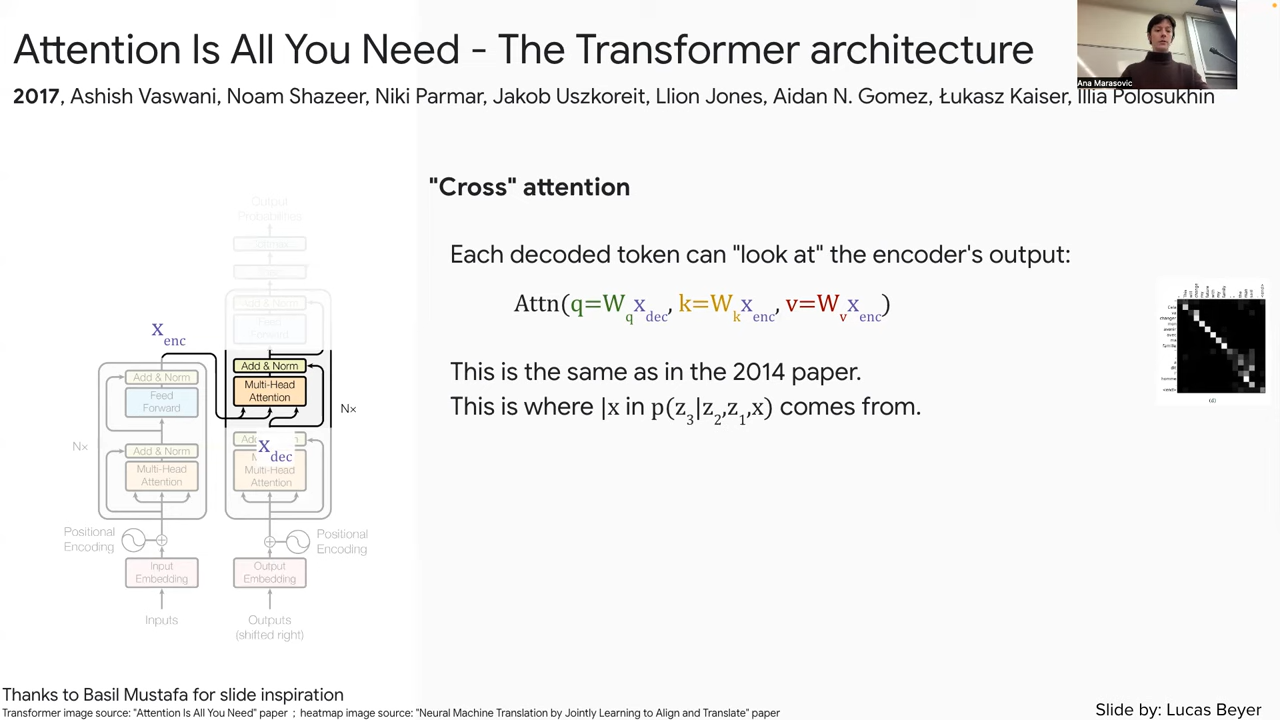 Attention Is All You Need - The Transformer architecture
Ana Marasovic
2017, Ashish Vaswani, Noam Shazeer, Niki Parmar, Jakob Uszkoreit, Llion Jones, Aidan N. Gomez, Łukasz Kaiser, Illia Polosukhin
"Cross" attention
Each decoded token can "look at" the encoder's output:
Attn(q=W_q x_dec, k=W_k x_enc, v=W_v x_enc)
This is the same as in the 2014 paper.
This is where |x in p(z_3|z_2,z_1,x) comes from.
Output
Probabilities
Softmax
Linear
Add & Norm
Feed
Forward
x_enc
Add & Norm
Multi-Head
Attention
N×
Add & Norm
Feed
Forward
N×
Add & Norm
Multi-Head
Attention
x_dec
Multi-Head
Attention
Positional
Encoding
Positional
Encoding
Input
Embedding
Output
Embedding
Inputs
Outputs
(shifted right)
(d)
Thanks to Basil Mustafa for slide inspiration
Transformer image source: "Attention Is All You Need" paper ; heatmap image source: "Neural Machine Translation by Jointly Learning to Align and Translate" paper
Slide by: Lucas Beyer